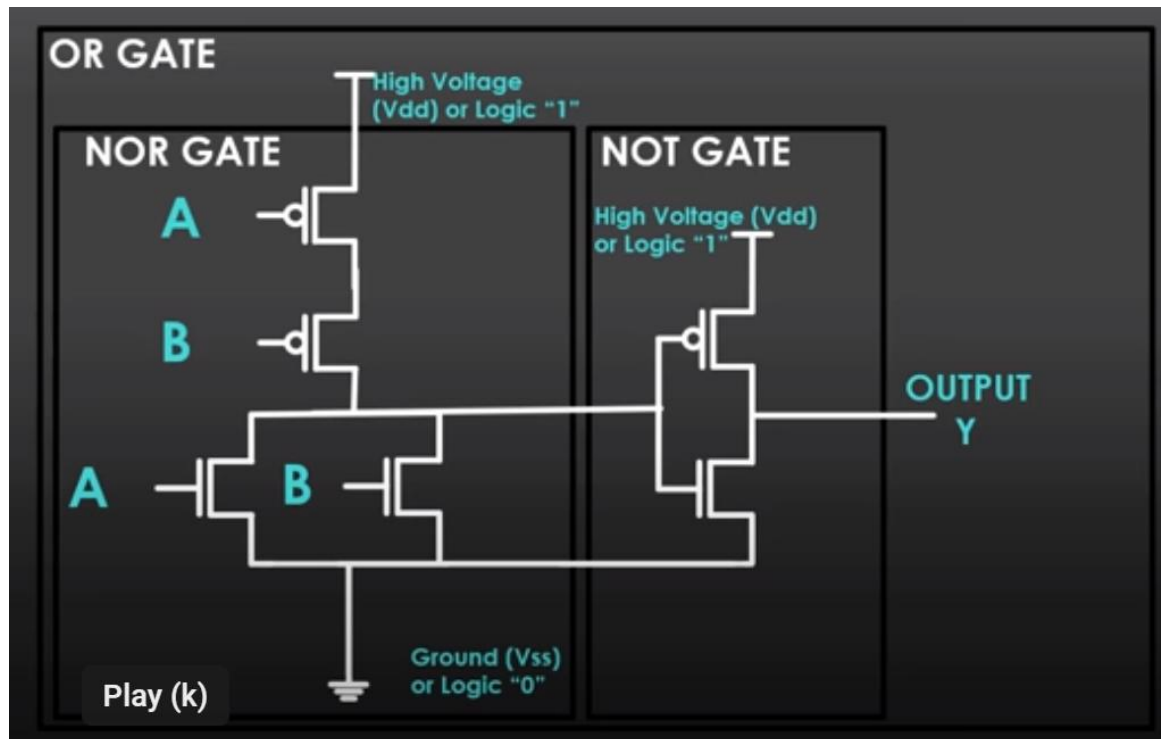 OR GATE
High Voltage
(Vdd) or Logic “1”
NOR GATE
NOT GATE
A
High Voltage (Vdd)
or Logic “1”
B
OUTPUT
Y
A
B
Ground (Vss)
or Logic “0”
Play (k)